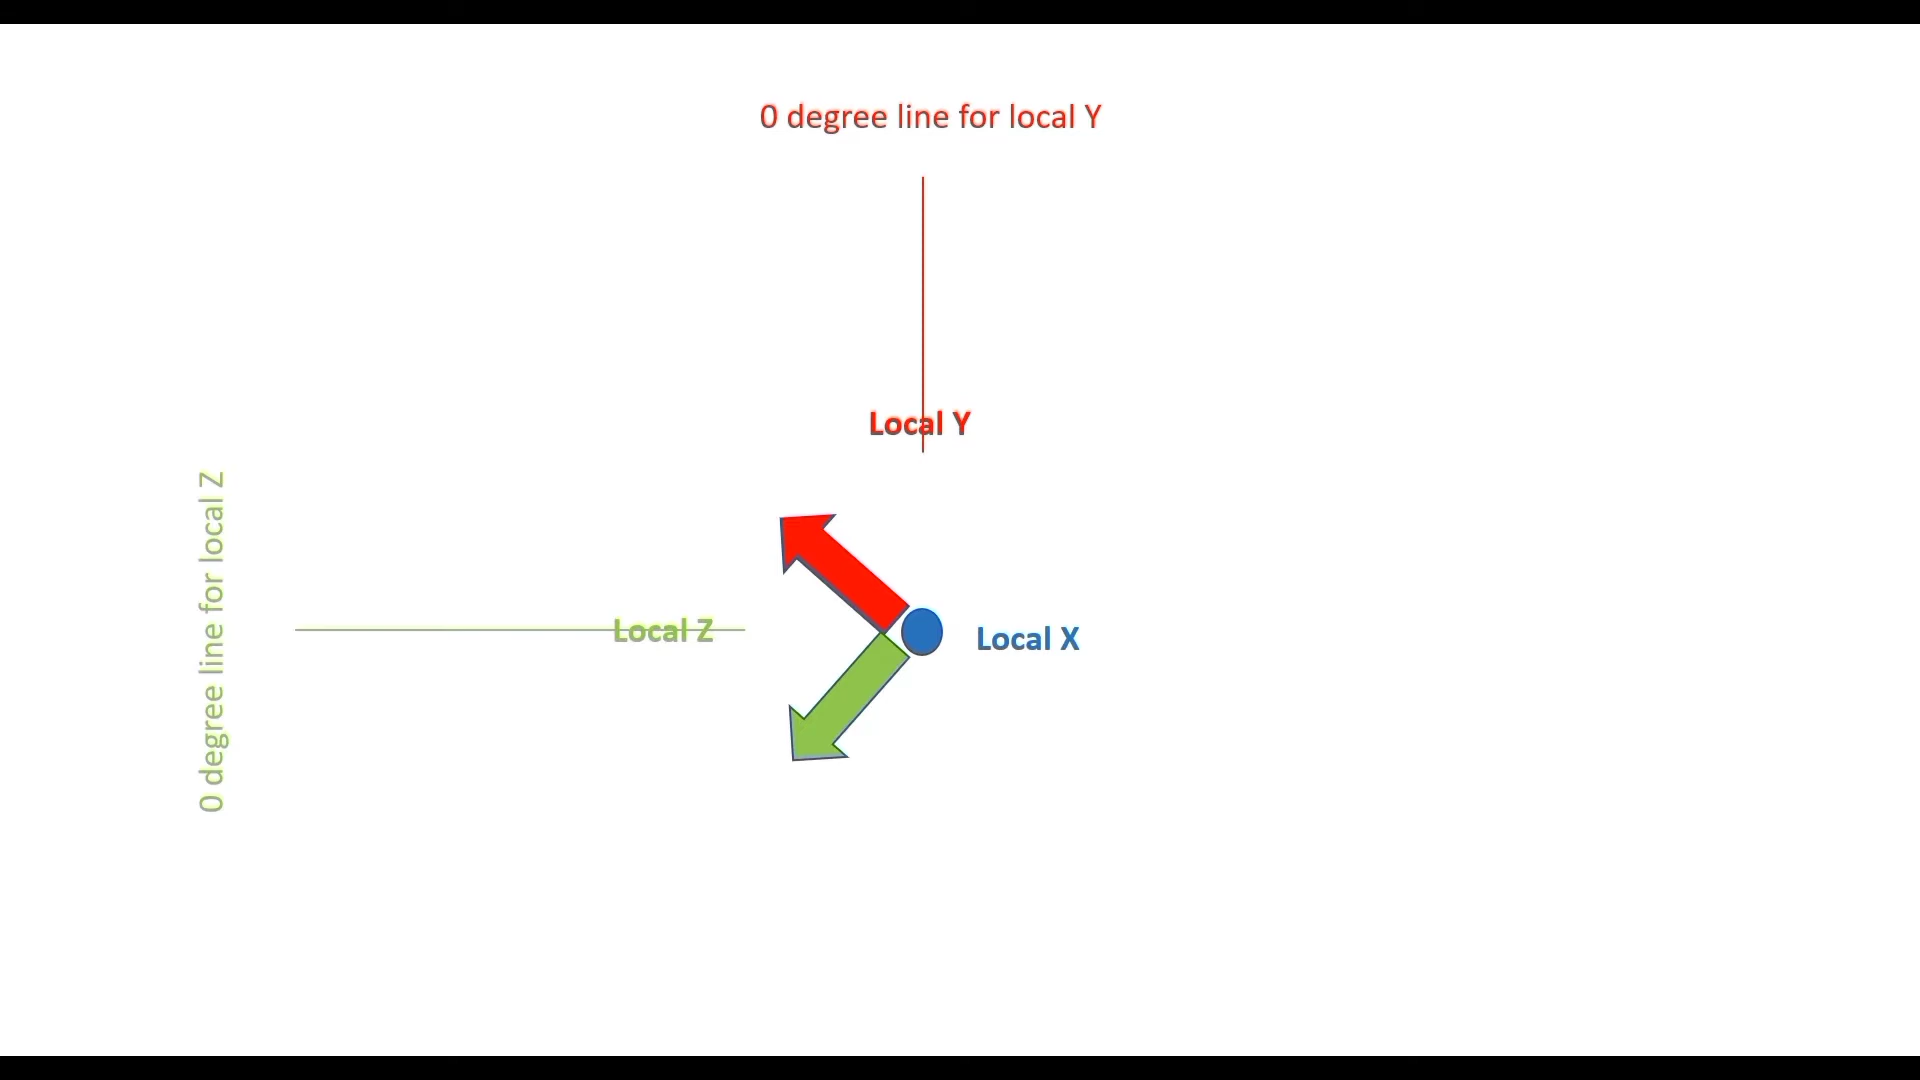 0 degree line for local Y
Local Y
0 degree line for local Z
Local Z
Local X